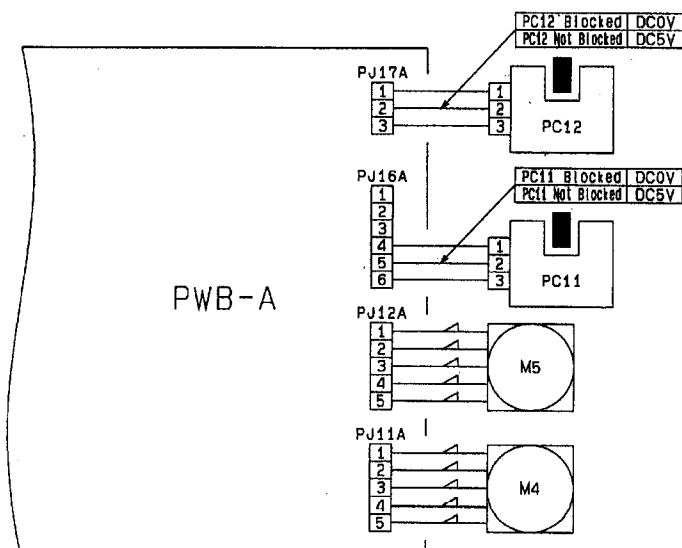 PC12 Blocked DC0V
PC12 Not Blocked DC5V
PJ17A
1 1
2 2
3 3
PC12
PJ16A
PC11 Blocked DC0V
PC11 Not Blocked DC5V
1
2
3
4 1
5 2
6 3
PC11
PWB-A
PJ12A
1
2
3
4
5
M5
PJ11A
1
2
3
4
5
M4